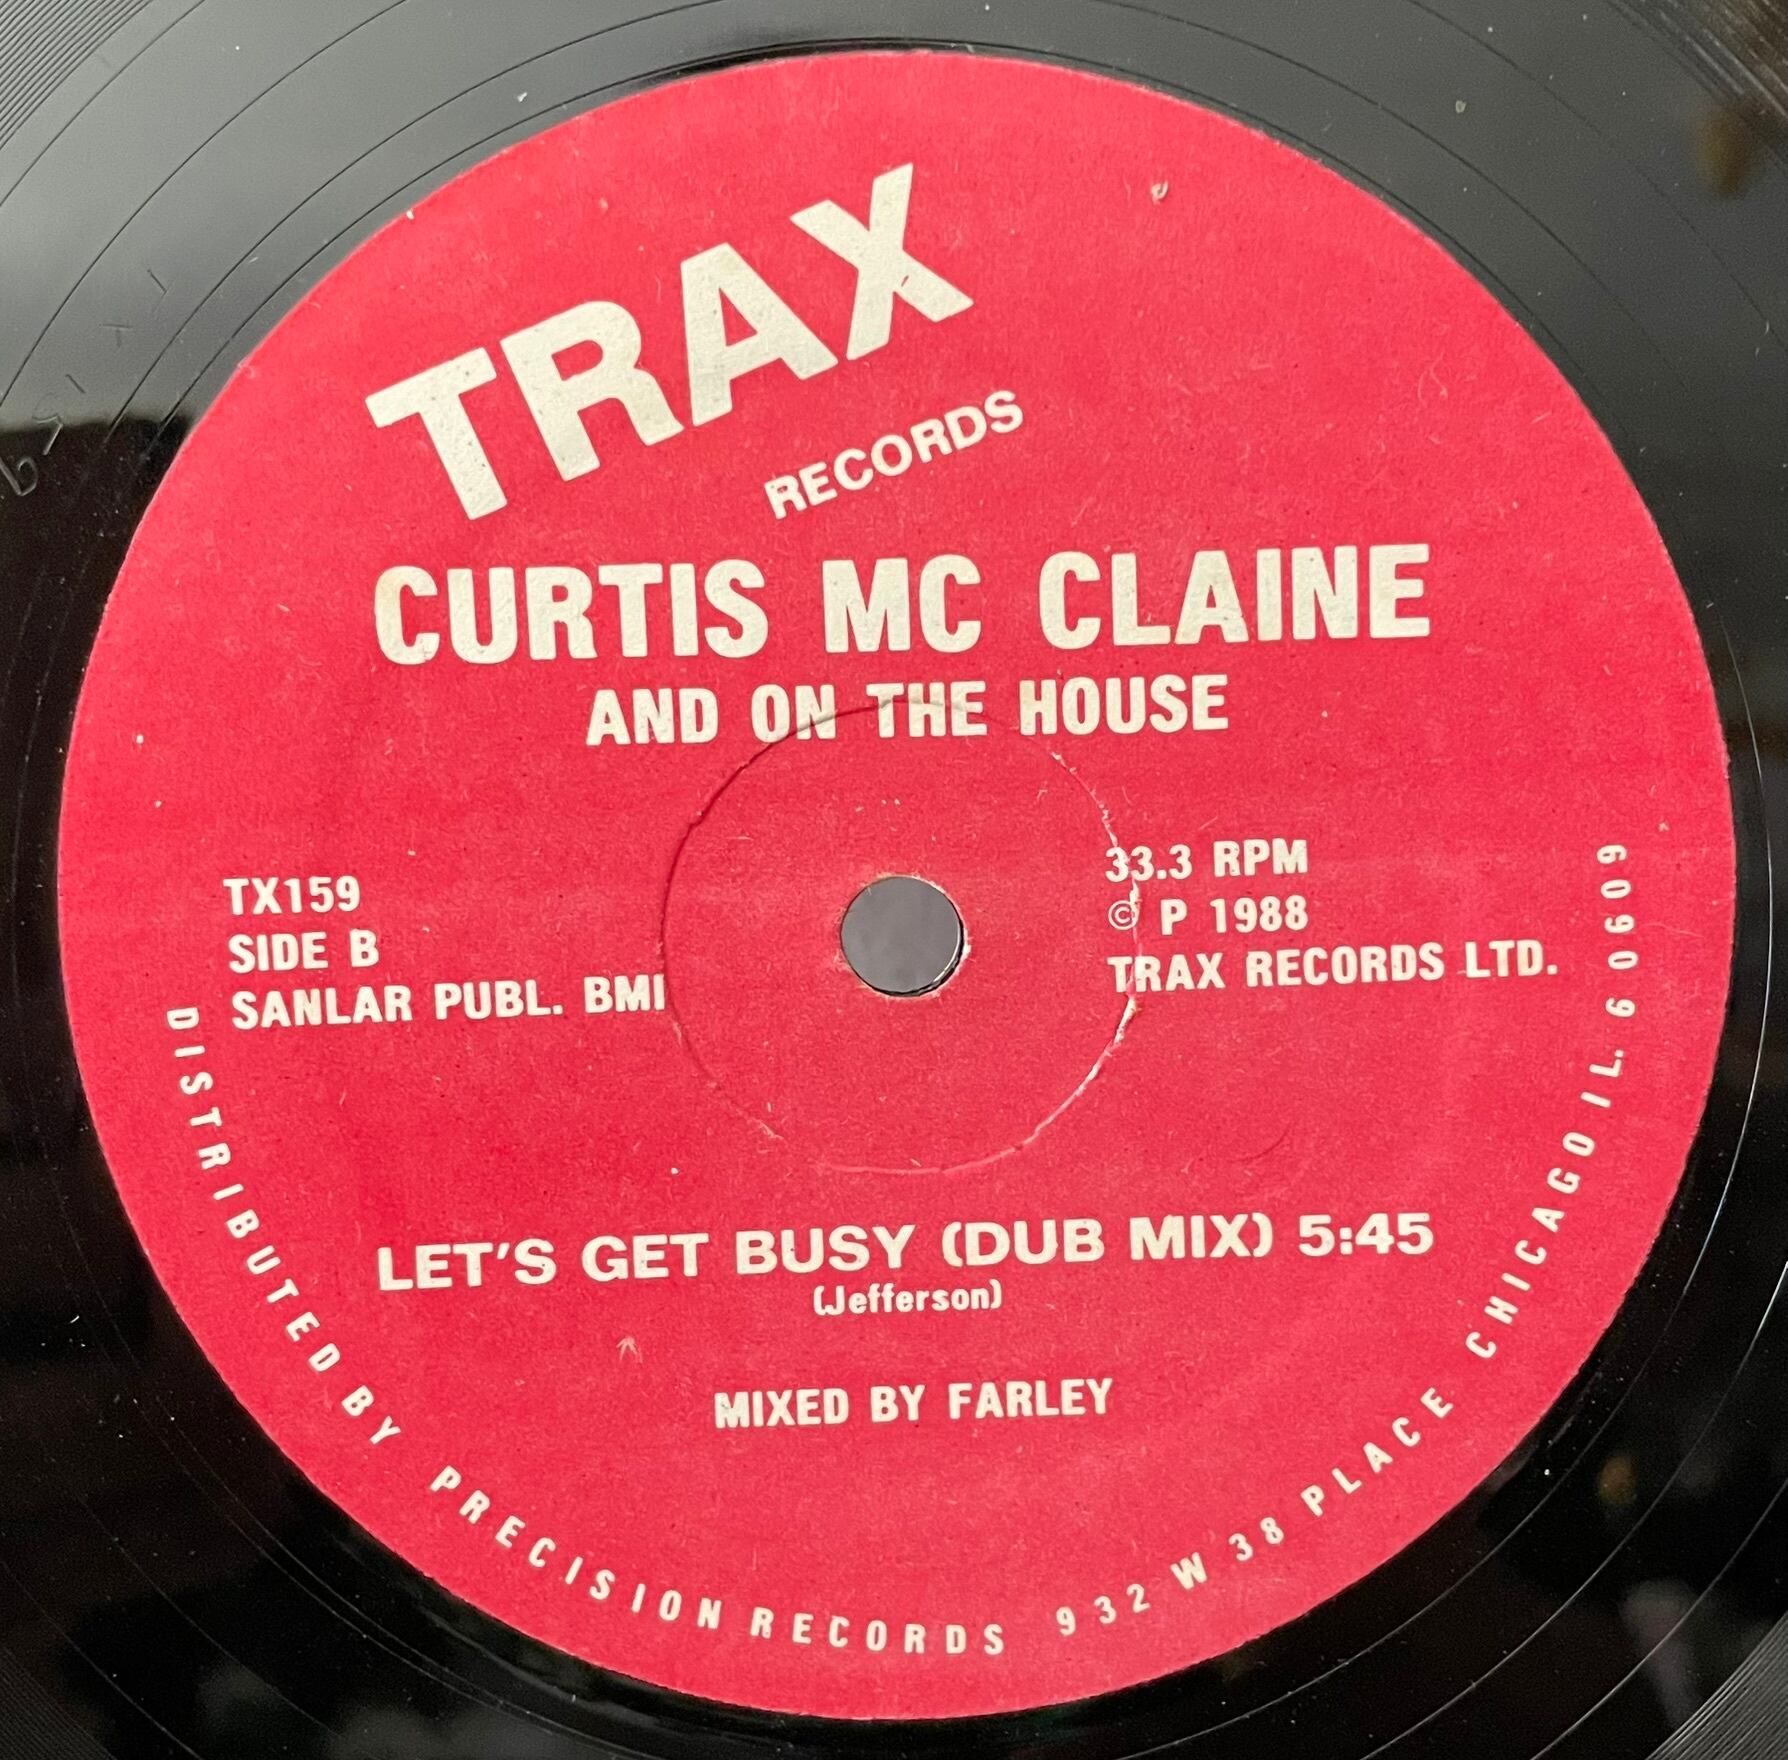 TRAX
RECORDS
CURTIS MC CLAINE
AND ON THE HOUSE
TX159
SIDE B
SANLAR PUBL. BMI
33.3 RPM
© P 1988
TRAX RECORDS LTD.
LET'S GET BUSY (DUB MIX) 5:45
(Jefferson)
MIXED BY FARLEY
DISTRIBUTED BY PRECISION RECORDS 932 W 38 PLACE CHICAGO IL. 60609